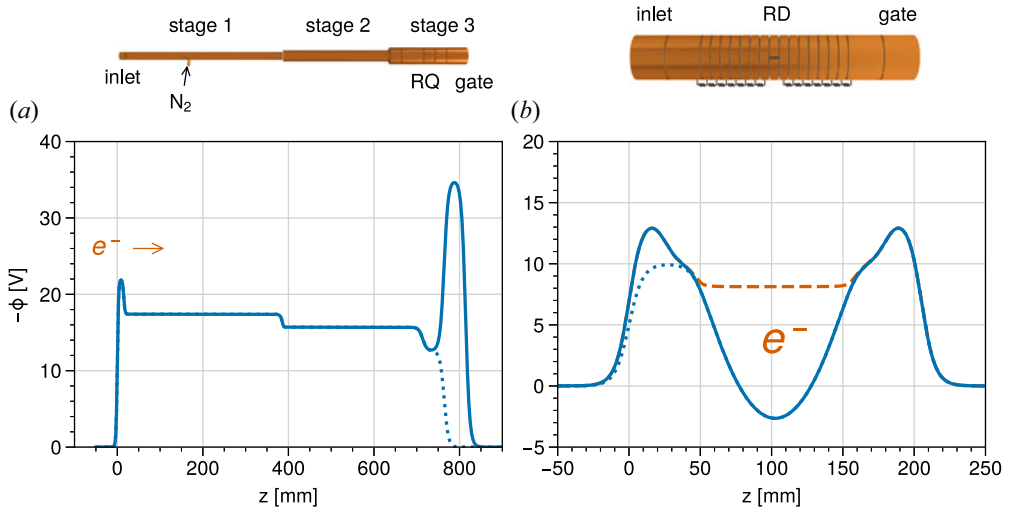 stage 1
stage 2
stage 3
inlet
N₂
RQ gate
inlet RD gate
(a)
(b)
40
30
20
10
0
-ϕ [V]
e⁻ →
0 200 400 600 800
z [mm]
20
15
10
5
0
−5
e⁻
−50 0 50 100 150 200 250
z [mm]